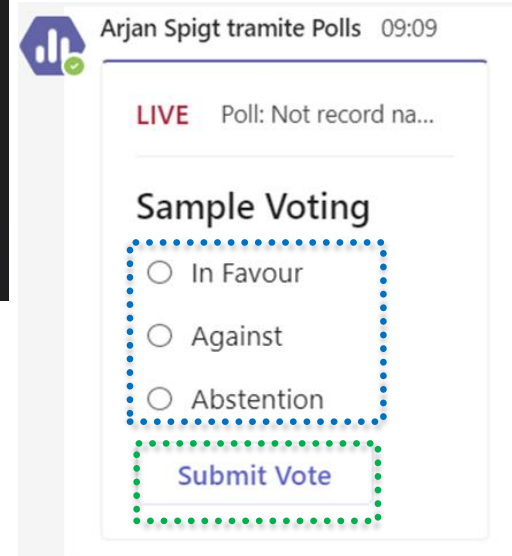 Arjan Spigt tramite Polls 09:09
LIVE Poll: Not record na...
Sample Voting
In Favour
Against
Abstention
Submit Vote